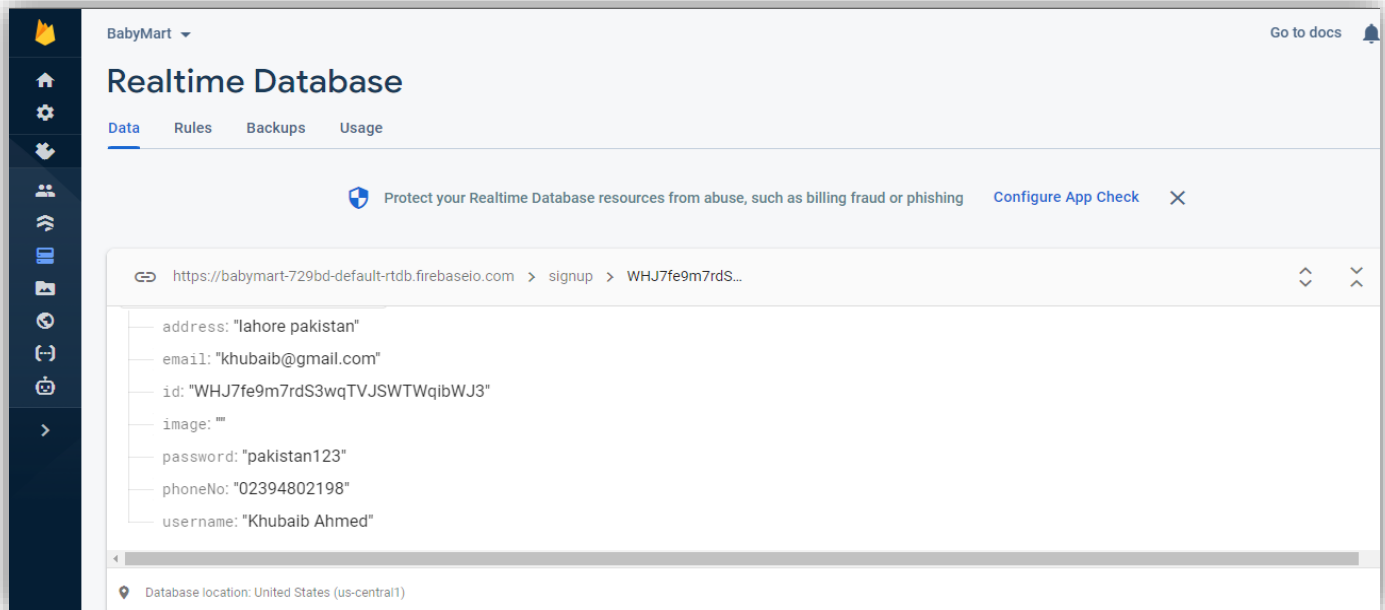 BabyMart
Go to docs
Realtime Database
Data Rules Backups Usage
Protect your Realtime Database resources from abuse, such as billing fraud or phishing Configure App Check
https://babymart-729bd-default-rtdb.firebaseio.com > signup > WHJ7fe9m7rdS...
address: "lahore pakistan"
email: "khubaib@gmail.com"
id: "WHJ7fe9m7rdS3wqTVJSWTWqibWJ3"
image: ""
password: "pakistan123"
phoneNo: "02394802198"
username: "Khubaib Ahmed"
Database location: United States (us-central1)